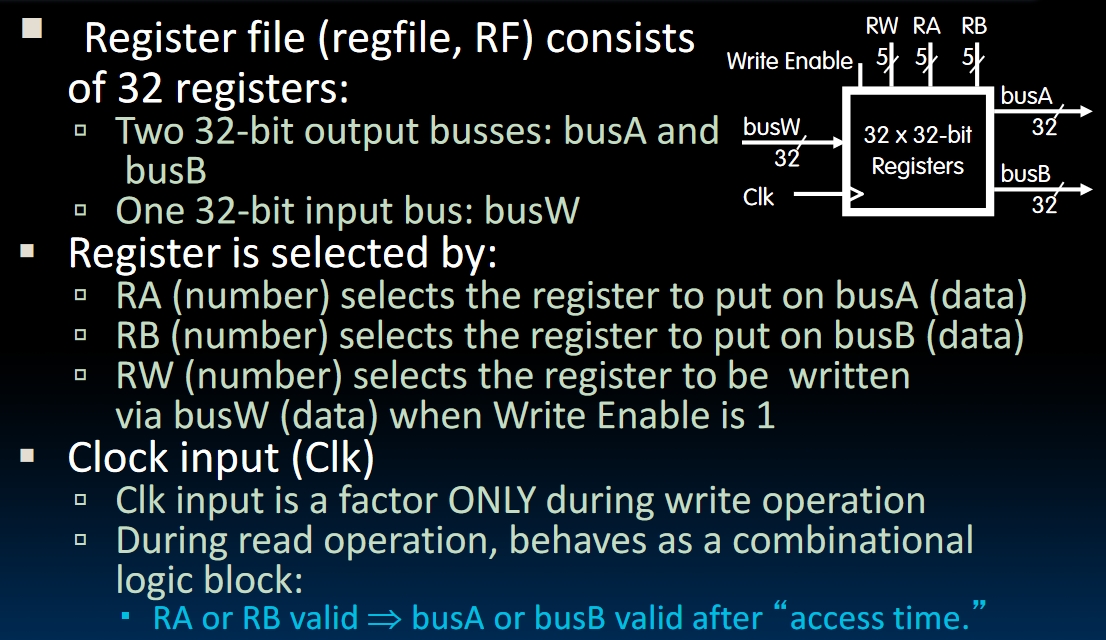 Register file (regfile, RF) consists
of 32 registers:
▫ Two 32-bit output busses: busA and
busB
▫ One 32-bit input bus: busW
▪ Register is selected by:
▫ RA (number) selects the register to put on busA (data)
▫ RB (number) selects the register to put on busB (data)
▫ RW (number) selects the register to be written
via busW (data) when Write Enable is 1
▪ Clock input (Clk)
▫ Clk input is a factor ONLY during write operation
▫ During read operation, behaves as a combinational
logic block:
▪ RA or RB valid ⇒ busA or busB valid after “access time.”
RW RA RB
Write Enable 5 5 5
busW
32
Clk
32 x 32-bit
Registers
busA
32
busB
32